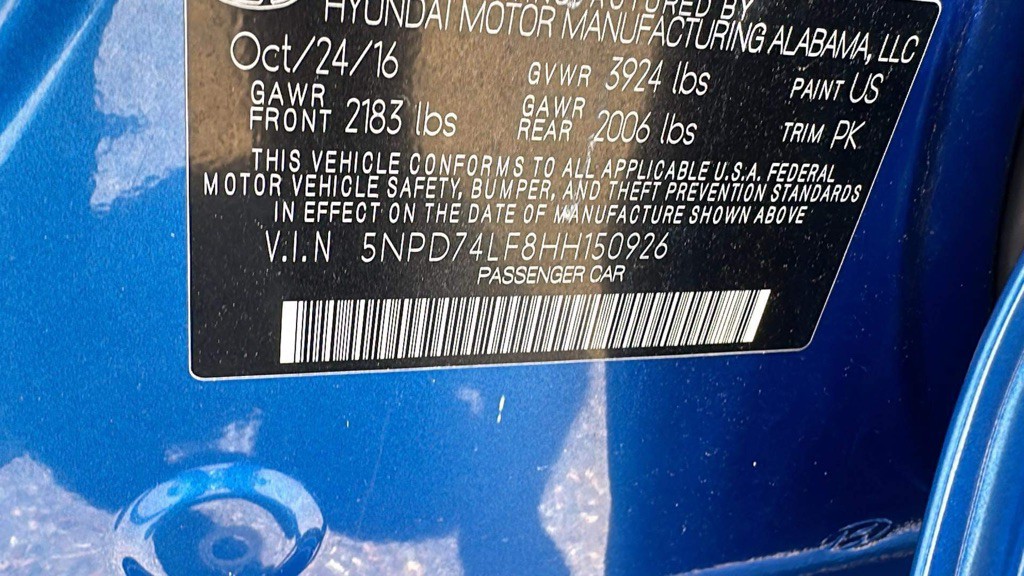 MANUFACTURED BY
HYUNDAI MOTOR MANUFACTURING ALABAMA, LLC
Oct/24/16 GVWR 3924 lbs PAINT US
GAWR FRONT 2183 lbs GAWR REAR 2006 lbs TRIM PK
THIS VEHICLE CONFORMS TO ALL APPLICABLE U.S.A. FEDERAL
MOTOR VEHICLE SAFETY, BUMPER, AND THEFT PREVENTION STANDARDS
IN EFFECT ON THE DATE OF MANUFACTURE SHOWN ABOVE
V.I.N 5NPD74LF8HH150926
PASSENGER CAR